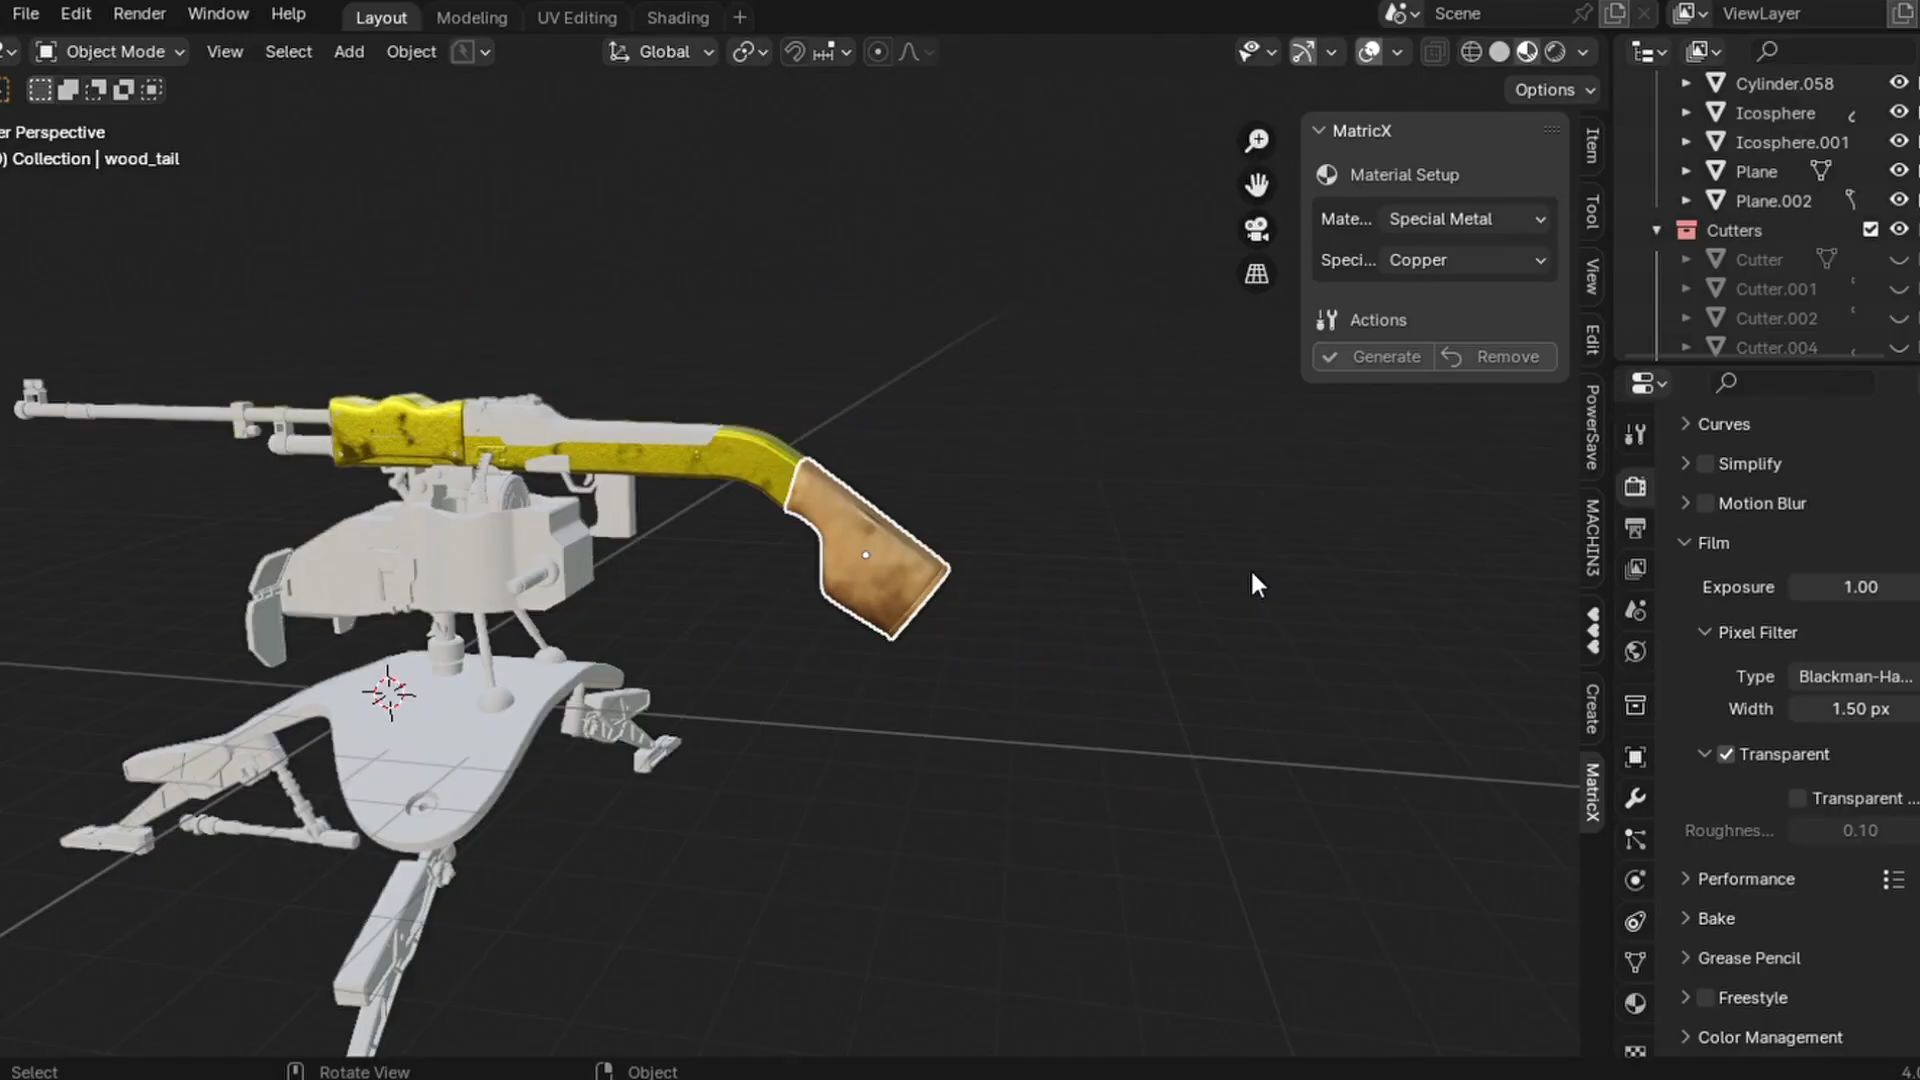 File Edit Render Window Help Layout Modeling UV Editing Shading + Scene ViewLayer
Object Mode View Select Add Object Global
Options
er Perspective
) Collection | wood_tail
MatricX
Material Setup
Mate... Special Metal
Speci... Copper
Actions
Generate Remove
Item
Tool
View
Edit
PowerSave
MACHIN3
♥♥♥
Create
MatricX
Cylinder.058
Icosphere
Icosphere.001
Plane
Plane.002
Cutters
Cutter
Cutter.001
Cutter.002
Cutter.004
Curves
Simplify
Motion Blur
Film
Exposure 1.00
Pixel Filter
Type Blackman-Ha...
Width 1.50 px
Transparent
Transparent ...
Roughnes... 0.10
Performance
Bake
Grease Pencil
Freestyle
Color Management
Select Rotate View Object 4.0